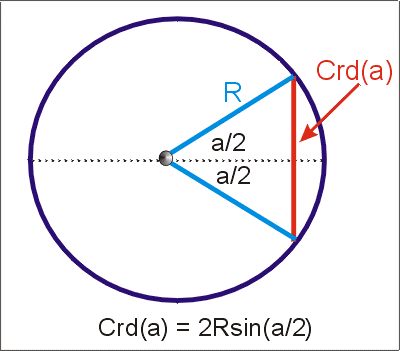 Crd(a)
R
a/2
a/2
Crd(a) = 2Rsin(a/2)